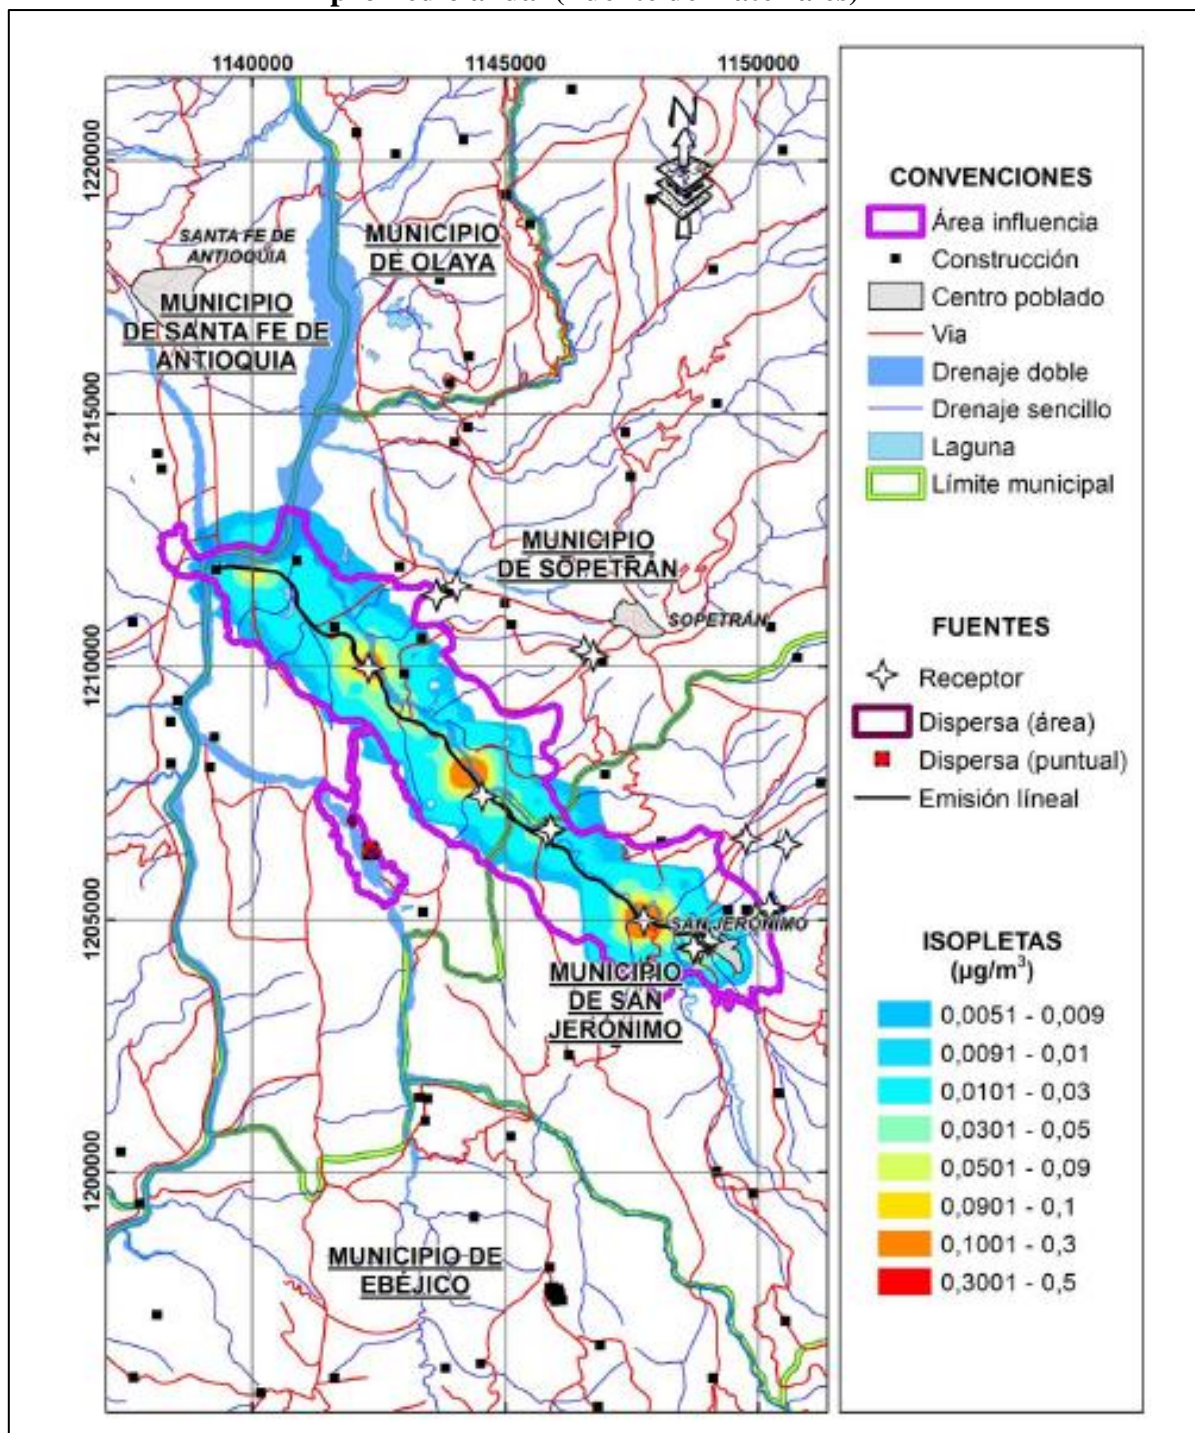 1140000
1145000
1150000
1220000
1215000
1210000
1205000
1200000
N
SANTA FE DE
ANTIOQUIA
MUNICIPIO
DE SANTA FE DE
ANTIOQUIA
MUNICIPIO
DE OLAYA
MUNICIPIO
DE SOPETRÁN
SOPETRÁN
SAN JERÓNIMO
MUNICIPIO
DE SAN
JERÓNIMO
MUNICIPIO DE
EBÉJICO
CONVENCIONES
Área influencia
Construcción
Centro poblado
Via
Drenaje doble
Drenaje sencillo
Laguna
Límite municipal
FUENTES
Receptor
Dispersa (área)
Dispersa (puntual)
Emisión líneal
ISOPLETAS
(µg/m³)
0,0051 - 0,009
0,0091 - 0,01
0,0101 - 0,03
0,0301 - 0,05
0,0501 - 0,09
0,0901 - 0,1
0,1001 - 0,3
0,3001 - 0,5